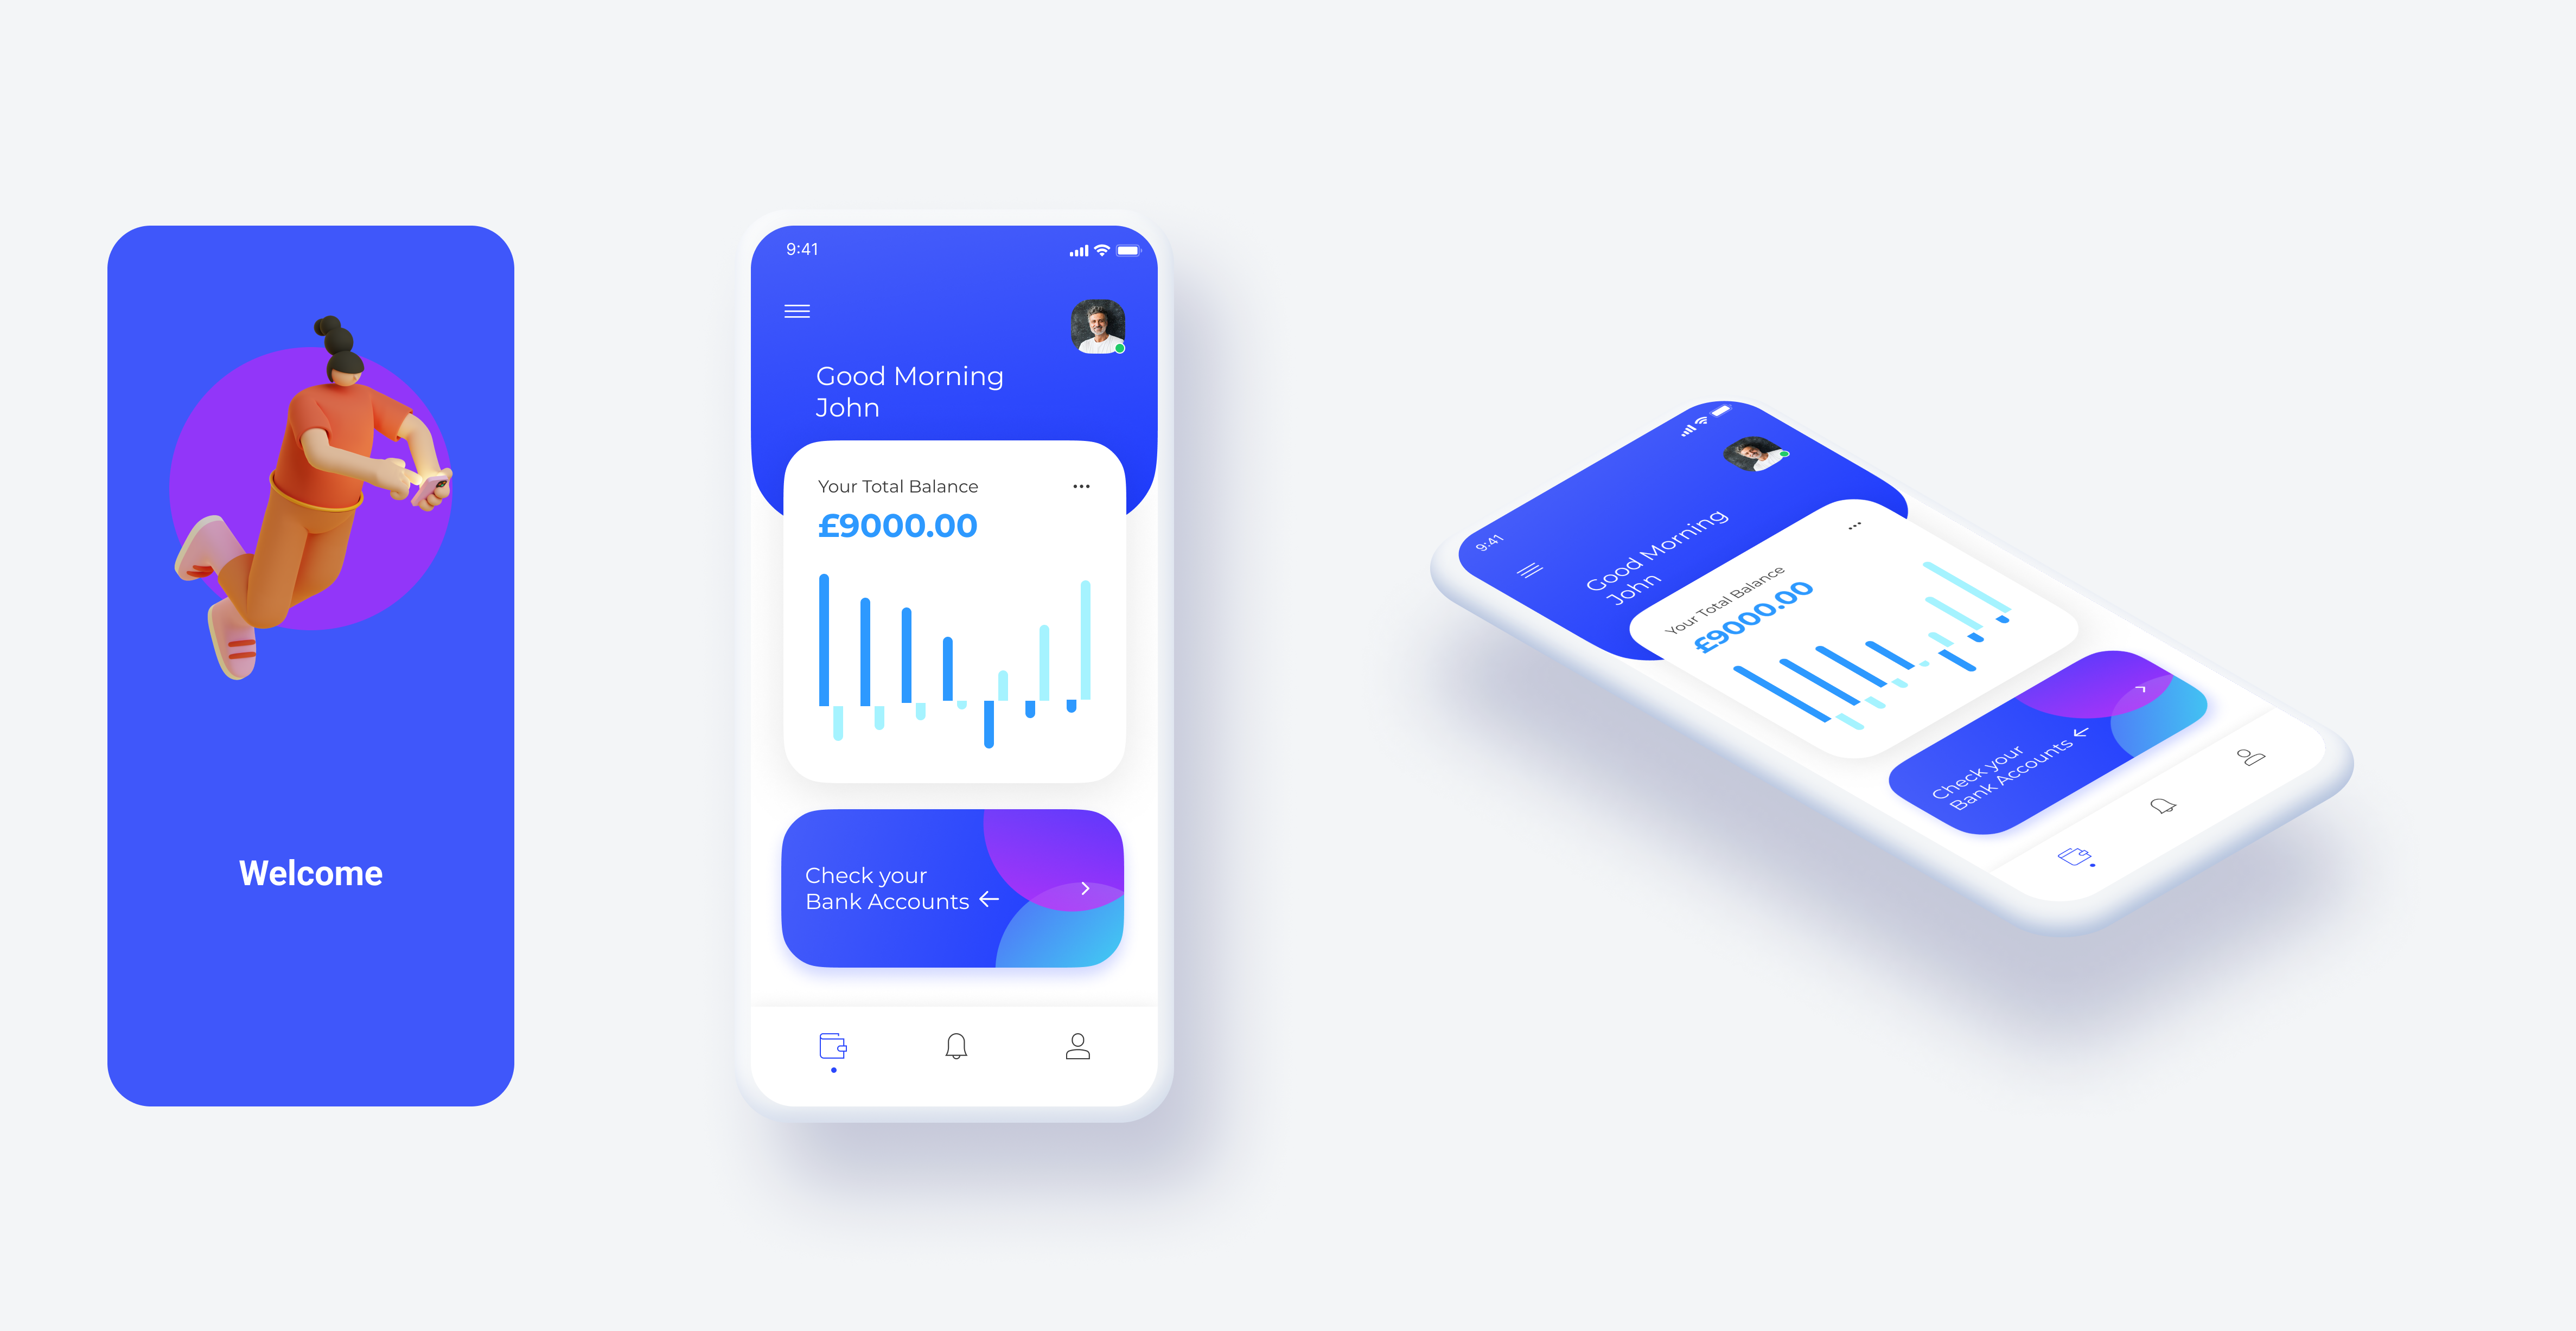 Welcome
9:41
Good Morning
John
Your Total Balance
£9000.00
Check your
Bank Accounts
9:41
Good Morning
John
Your Total Balance
£9000.00
Check your
Bank Accounts